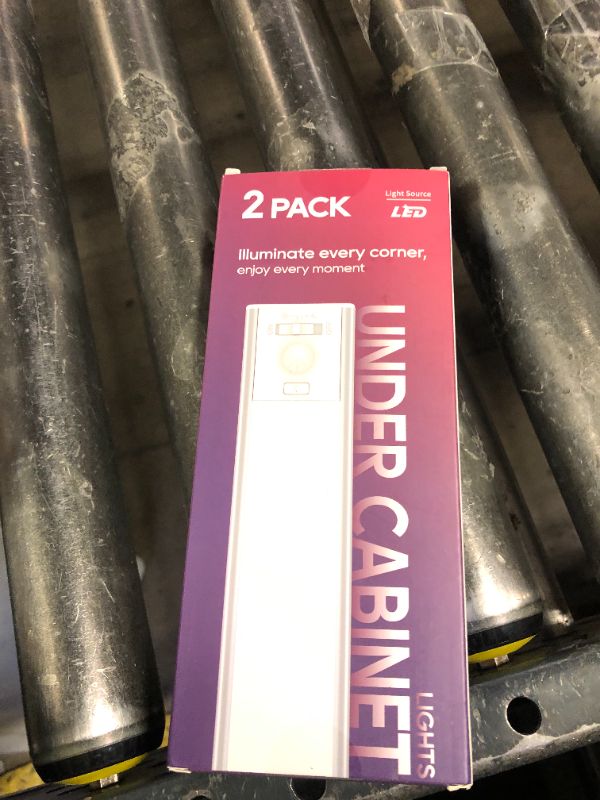 2 PACK
Light Source
LED
Illuminate every corner,
enjoy every moment
UNDER CABINET
LIGHTS